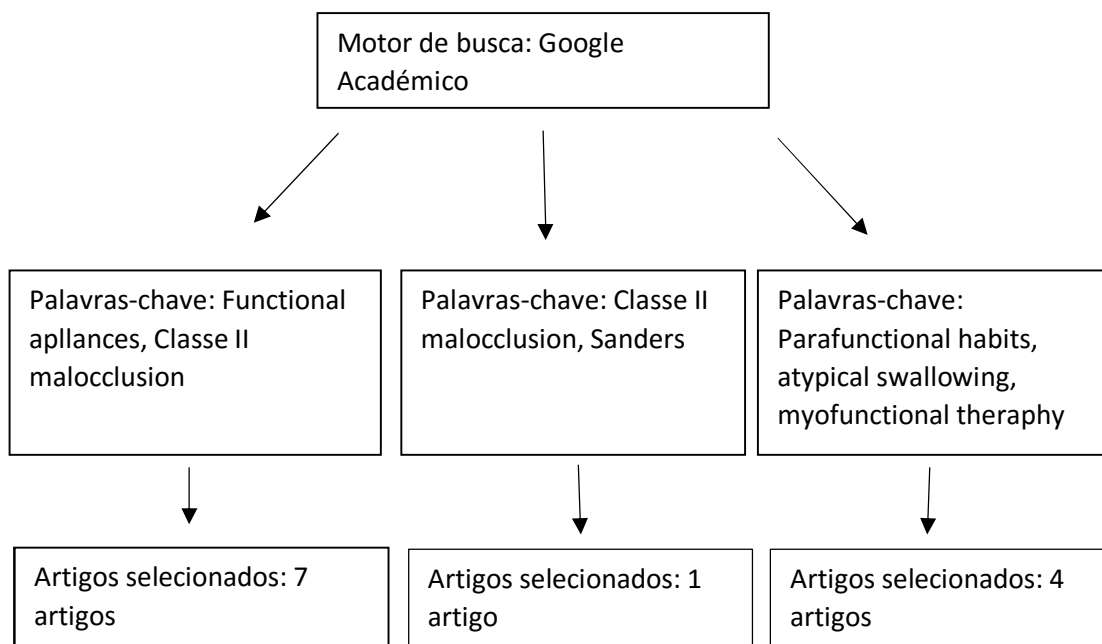 Motor de busca: Google
Académico
Palavras-chave: Functional
apllances, Classe II
malocclusion
Palavras-chave: Classe II
malocclusion, Sanders
Palavras-chave:
Parafunctional habits,
atypical swallowing,
myofunctional theraphy
Artigos selecionados: 7
artigos
Artigos selecionados: 1
artigo
Artigos selecionados: 4
artigos